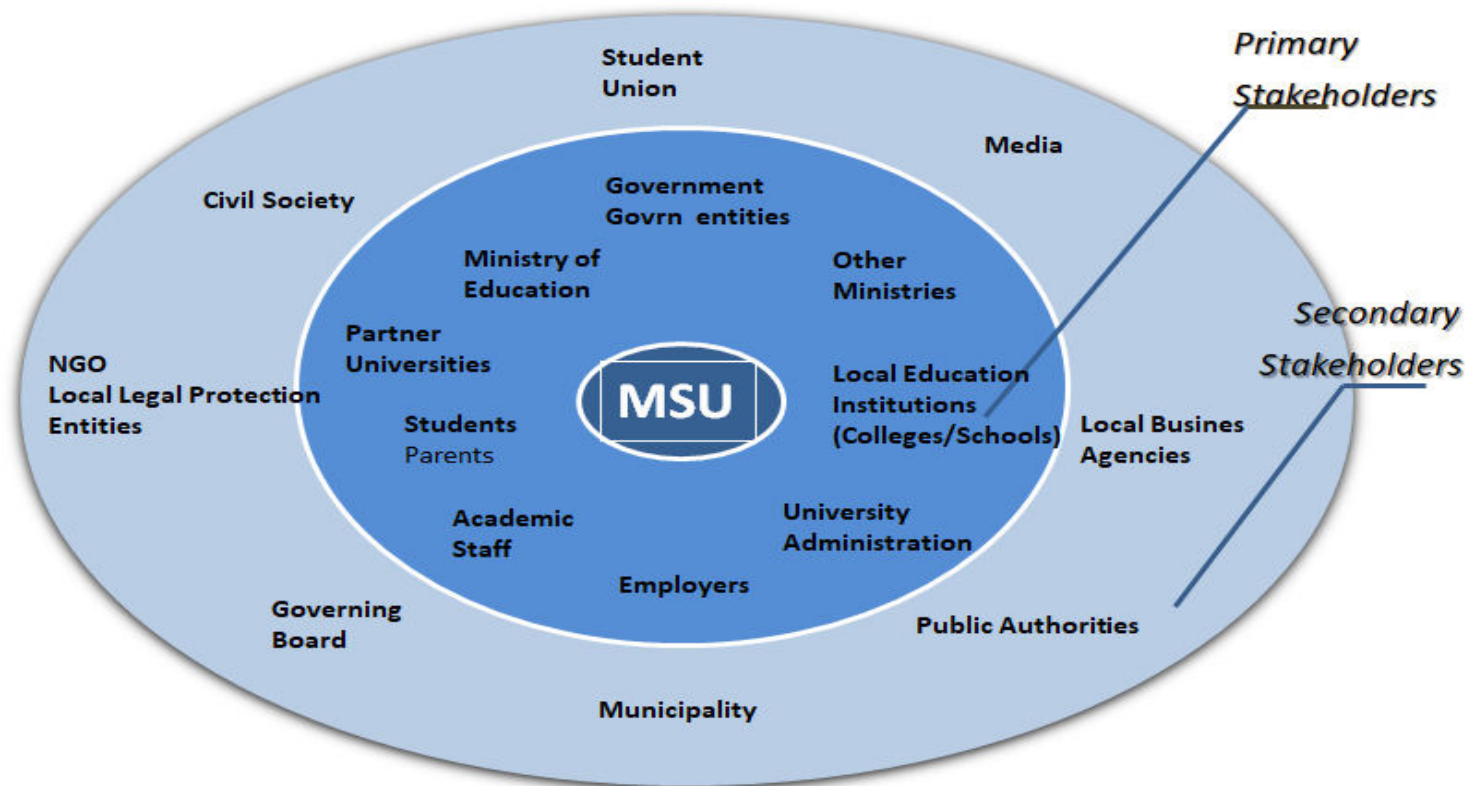 Student
Union
Primary
Stakeholders
Media
Civil Society
Government
Govrn entities
Ministry of
Education
Other
Ministries
Secondary
Stakeholders
Partner
Universities
NGO
Local Legal Protection
Entities
MSU
Local Education
Institutions
(Colleges/Schools)
Students
Parents
Local Busines
Agencies
Academic
Staff
University
Administration
Employers
Governing
Board
Public Authorities
Municipality